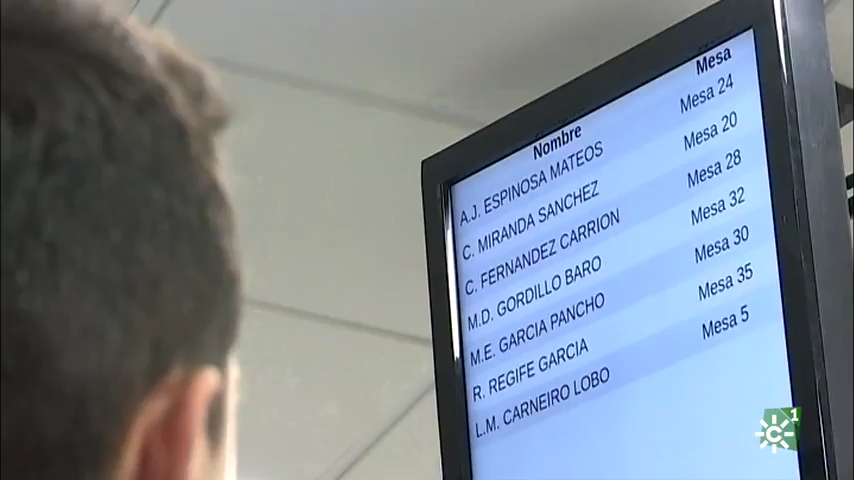 Nombre Mesa
A.J. ESPINOSA MATEOS Mesa 24
C. MIRANDA SANCHEZ Mesa 20
C. FERNANDEZ CARRION Mesa 28
M.D. GORDILLO BARO Mesa 32
M.E. GARCIA PANCHO Mesa 30
R. REGIFE GARCIA Mesa 35
L.M. CARNEIRO LOBO Mesa 5
1